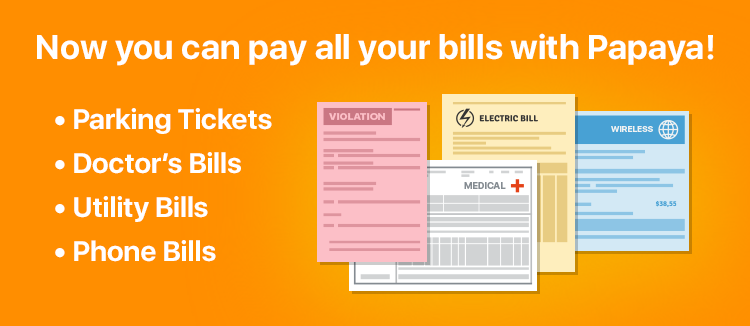 Now you can pay all your bills with Papaya!
• Parking Tickets
• Doctor's Bills
• Utility Bills
• Phone Bills
VIOLATION
ELECTRIC BILL
WIRELESS
MEDICAL
$38,55